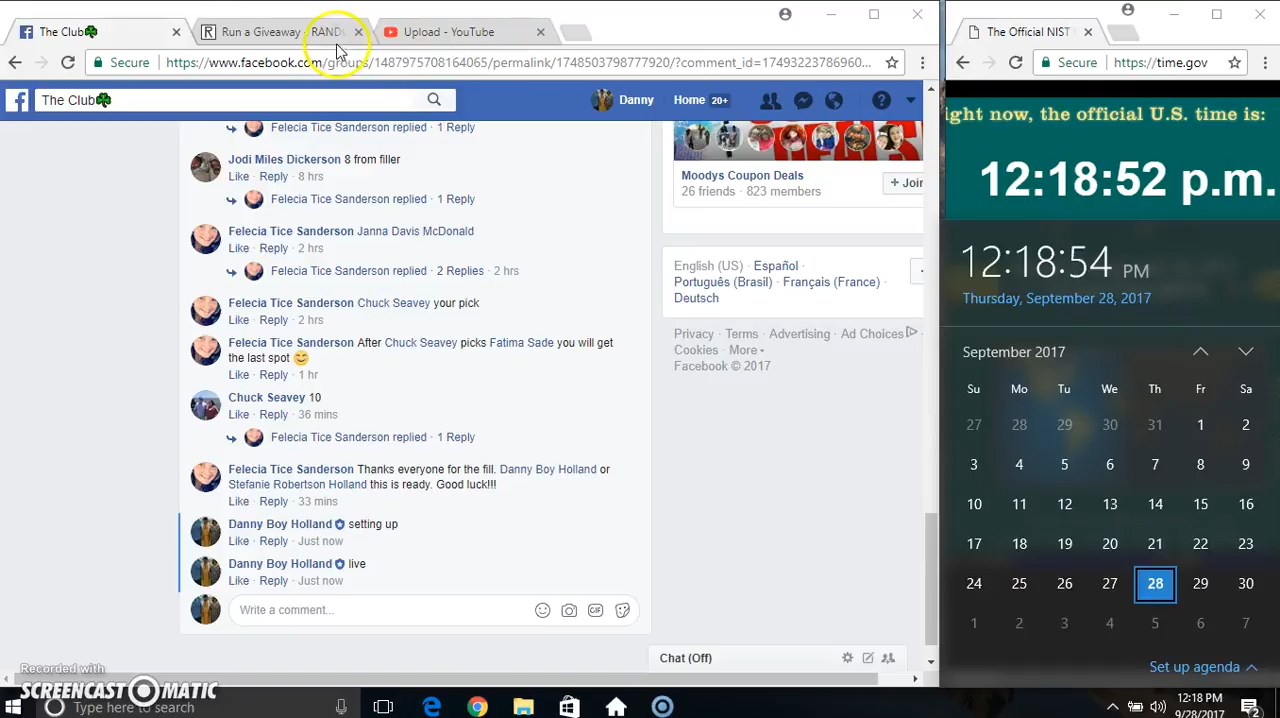 The Club☘
Run a Giveaway - RAND
Upload - YouTube
The Official NIST
Secure
https://www.facebook.com/groups/1487975708164065/permalink/1748503798777920/?comment_id=17493223786960...
Secure
https://time.gov
The Club☘
Danny
Home 20+
Felecia Tice Sanderson replied · 1 Reply
Jodi Miles Dickerson 8 from filler
Like · Reply · 8 hrs
Felecia Tice Sanderson replied · 1 Reply
Felecia Tice Sanderson Janna Davis McDonald
Like · Reply · 2 hrs
Felecia Tice Sanderson replied · 2 Replies · 2 hrs
Felecia Tice Sanderson Chuck Seavey your pick
Like · Reply · 2 hrs
Felecia Tice Sanderson After Chuck Seavey picks Fatima Sade you will get
the last spot 😊
Like · Reply · 1 hr
Chuck Seavey 10
Like · Reply · 36 mins
Felecia Tice Sanderson replied · 1 Reply
Felecia Tice Sanderson Thanks everyone for the fill. Danny Boy Holland or
Stefanie Robertson Holland this is ready. Good luck!!!
Like · Reply · 33 mins
Danny Boy Holland setting up
Like · Reply · Just now
Danny Boy Holland live
Like · Reply · Just now
Write a comment...
GIF
Moodys Coupon Deals
26 friends · 823 members
+ Join
English (US) · Español ·
Português (Brasil) · Français (France) ·
Deutsch
Privacy · Terms · Advertising · Ad Choices
Cookies · More
Facebook © 2017
Chat (Off)
ight now, the official U.S. time is:
12:18:52 p.m.
12:18:54 PM
Thursday, September 28, 2017
September 2017
Su Mo Tu We Th Fr Sa
27 28 29 30 31 1 2
3 4 5 6 7 8 9
10 11 12 13 14 15 16
17 18 19 20 21 22 23
24 25 26 27 28 29 30
1 2 3 4 5 6 7
Set up agenda
Recorded with
SCREENCAST-O-MATIC
Type here to search
12:18 PM
9/28/2017
2